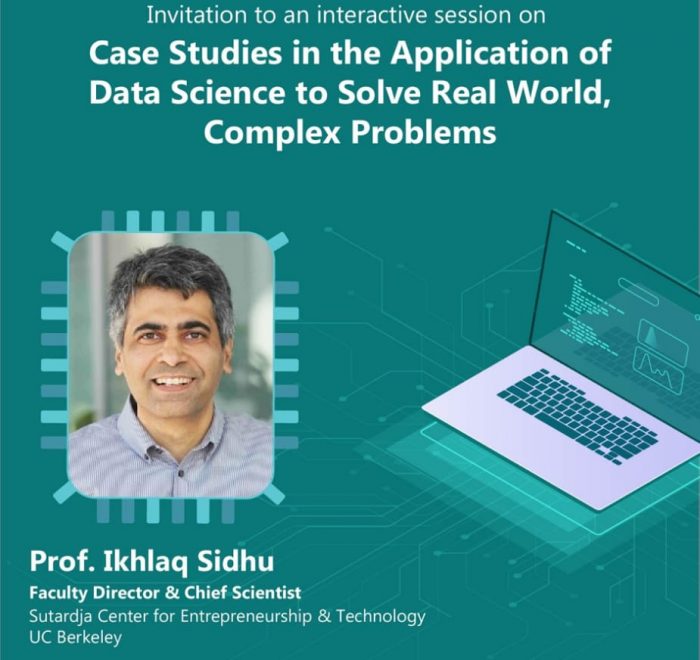 Invitation to an interactive session on
Case Studies in the Application of
Data Science to Solve Real World,
Complex Problems
Prof. Ikhlaq Sidhu
Faculty Director & Chief Scientist
Sutardja Center for Entrepreneurship & Technology
UC Berkeley